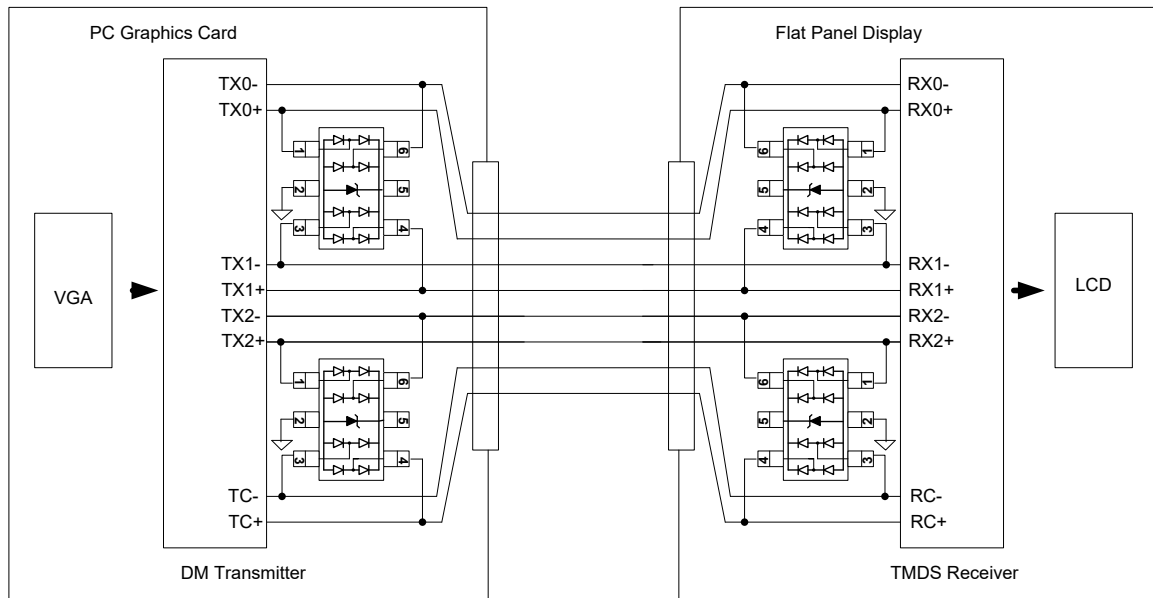 PC Graphics Card
Flat Panel Display
TX0-
TX0+
1
6
2
5
3
4
TX1-
TX1+
TX2-
TX2+
1
6
2
5
3
4
TC-
TC+
VGA
DM Transmitter
RX0-
RX0+
6
1
5
2
4
3
RX1-
RX1+
RX2-
RX2+
6
1
5
2
4
3
RC-
RC+
LCD
TMDS Receiver